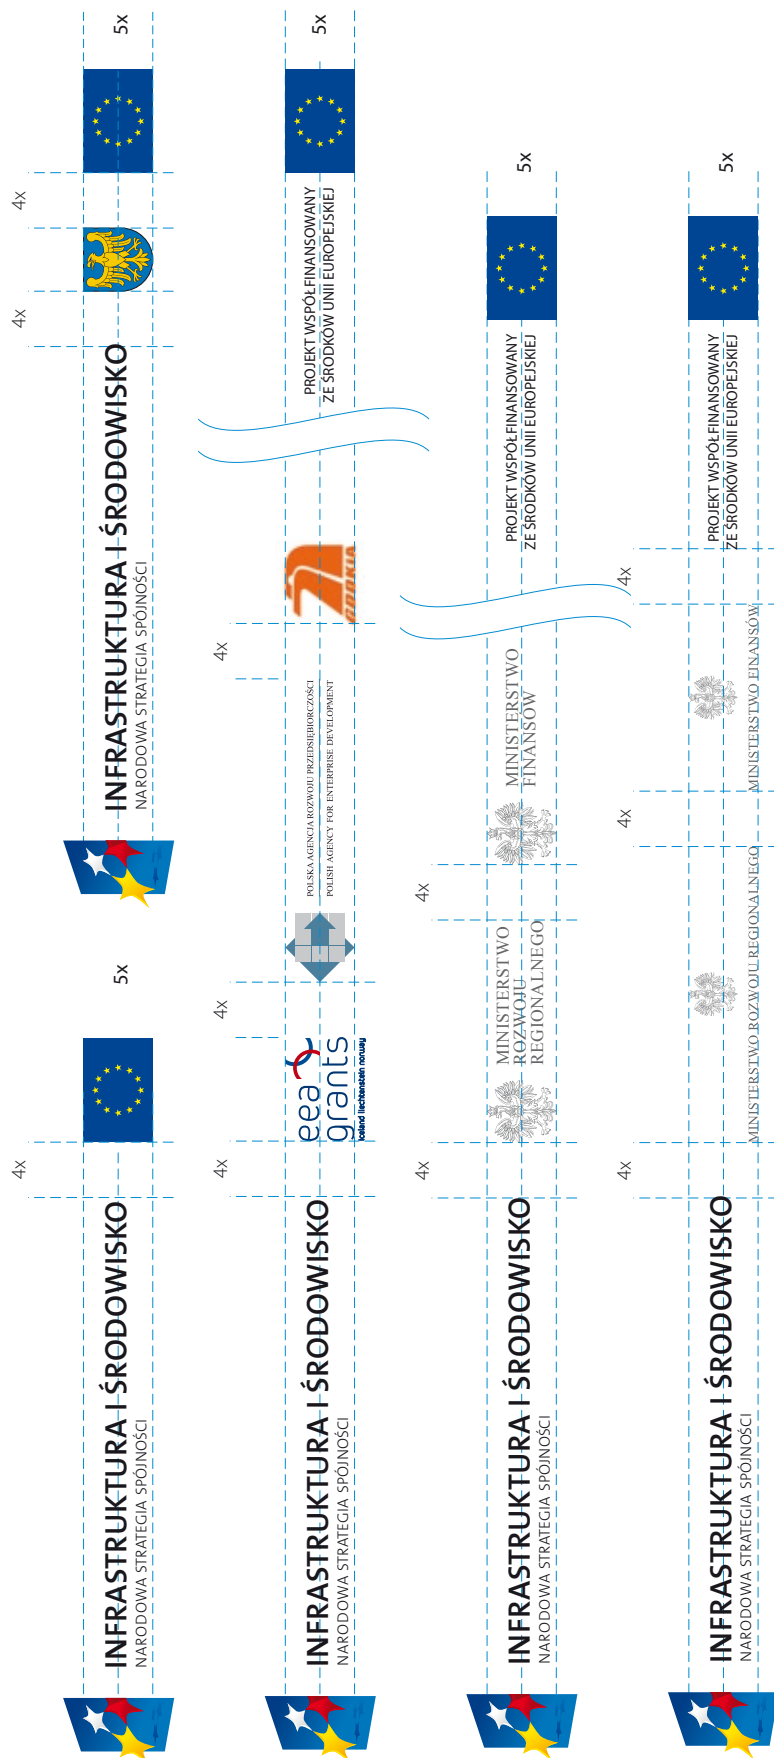 4x
INFRASTRUKTURA I ŚRODOWISKO
NARODOWA STRATEGIA SPÓJNOŚCI
5x
4x
4x
INFRASTRUKTURA I ŚRODOWISKO
NARODOWA STRATEGIA SPÓJNOŚCI
5x
4x
4x
4x
INFRASTRUKTURA I ŚRODOWISKO
NARODOWA STRATEGIA SPÓJNOŚCI
eea
grants
iceland liechtenstein norway
POLSKA AGENCJA ROZWOJU PRZEDSIĘBIORCZOŚCI
POLISH AGENCY FOR ENTERPRISE DEVELOPMENT
PROJEKT WSPÓŁFINANSOWANY
ZE ŚRODKÓW UNII EUROPEJSKIEJ
5x
4x
4x
INFRASTRUKTURA I ŚRODOWISKO
NARODOWA STRATEGIA SPÓJNOŚCI
MINISTERSTWO
ROZWOJU
REGIONALNEGO
MINISTERSTWO
FINANSÓW
PROJEKT WSPÓŁFINANSOWANY
ZE ŚRODKÓW UNII EUROPEJSKIEJ
5x
4x
4x
4x
INFRASTRUKTURA I ŚRODOWISKO
NARODOWA STRATEGIA SPÓJNOŚCI
MINISTERSTWO ROZWOJU REGIONALNEGO
MINISTERSTWO FINANSÓW
PROJEKT WSPÓŁFINANSOWANY
ZE ŚRODKÓW UNII EUROPEJSKIEJ
5x